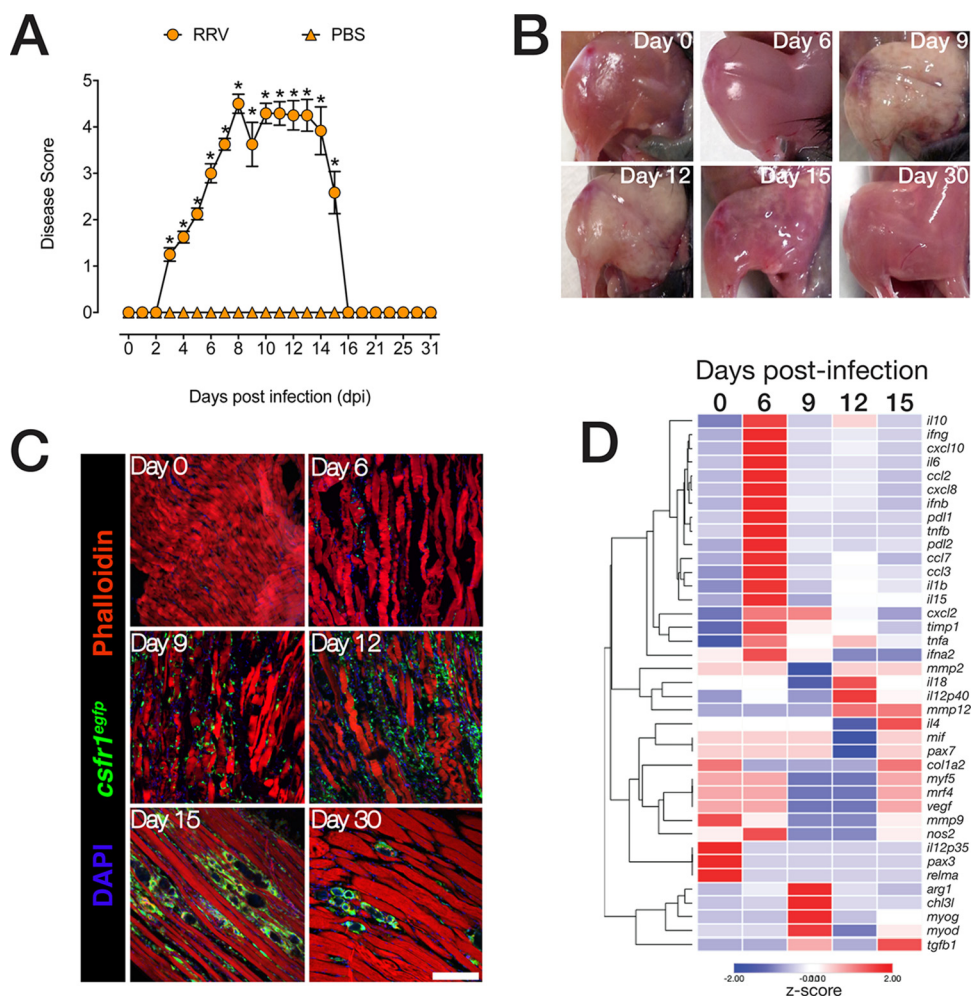 A
RRV
PBS
5
4
3
2
1
0
Disease Score
* * * * * * * * * * * * *
0 2 4 6 8 10 12 14 16 21 25 31
Days post infection (dpi)
B
Day 0
Day 6
Day 9
Day 12
Day 15
Day 30
C
DAPI csfr1egfp Phalloidin
Day 0
Day 6
Day 9
Day 12
Day 15
Day 30
D
Days post-infection
0 6 9 12 15
il10
ifng
cxcl10
il6
ccl2
cxcl8
ifnb
pdl1
tnfb
pdl2
ccl7
ccl3
il1b
il15
cxcl2
timp1
tnfa
ifna2
mmp2
il18
il12p40
mmp12
il4
mif
pax7
col1a2
myf5
mrf4
vegf
mmp9
nos2
il12p35
pax3
relma
arg1
chl3l
myog
myod
tgfb1
-2.00 2.00
z-score